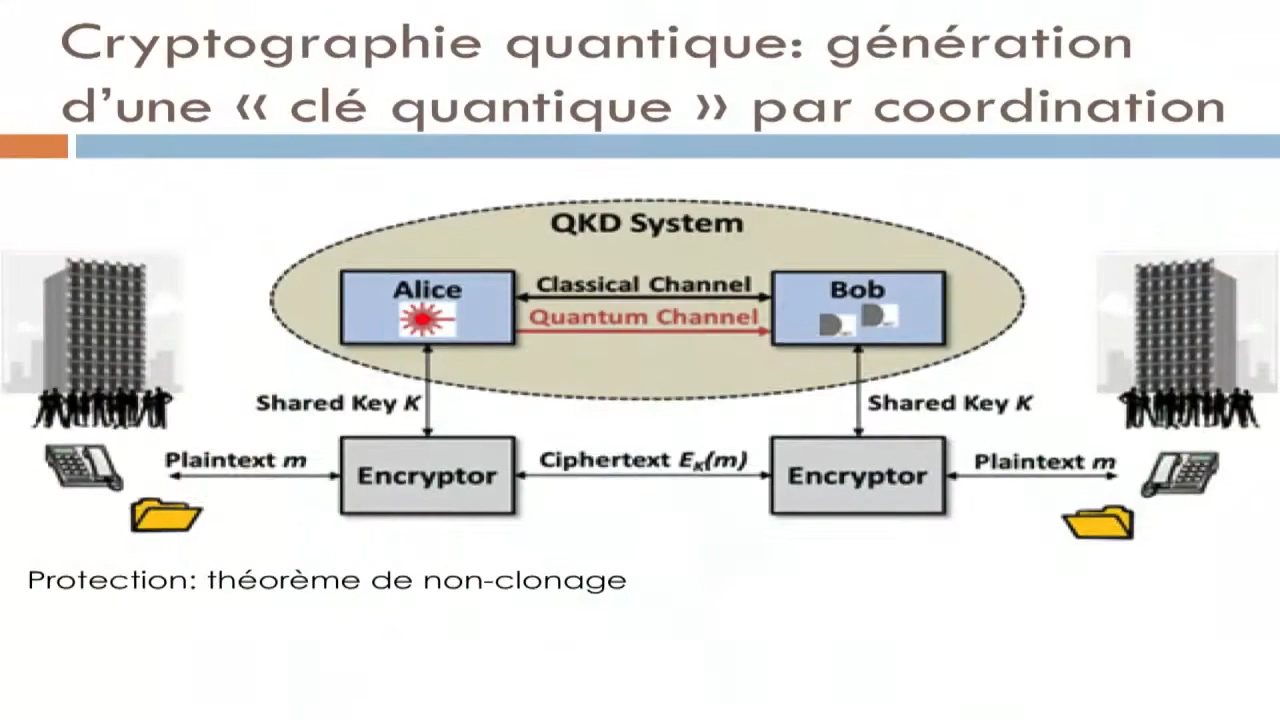 Cryptographie quantique: génération
d’une « clé quantique » par coordination
QKD System
Alice
Classical Channel
Quantum Channel
Bob
Shared Key K
Shared Key K
Plaintext m
Encryptor
Ciphertext EK(m)
Encryptor
Plaintext m
Protection: théorème de non-clonage